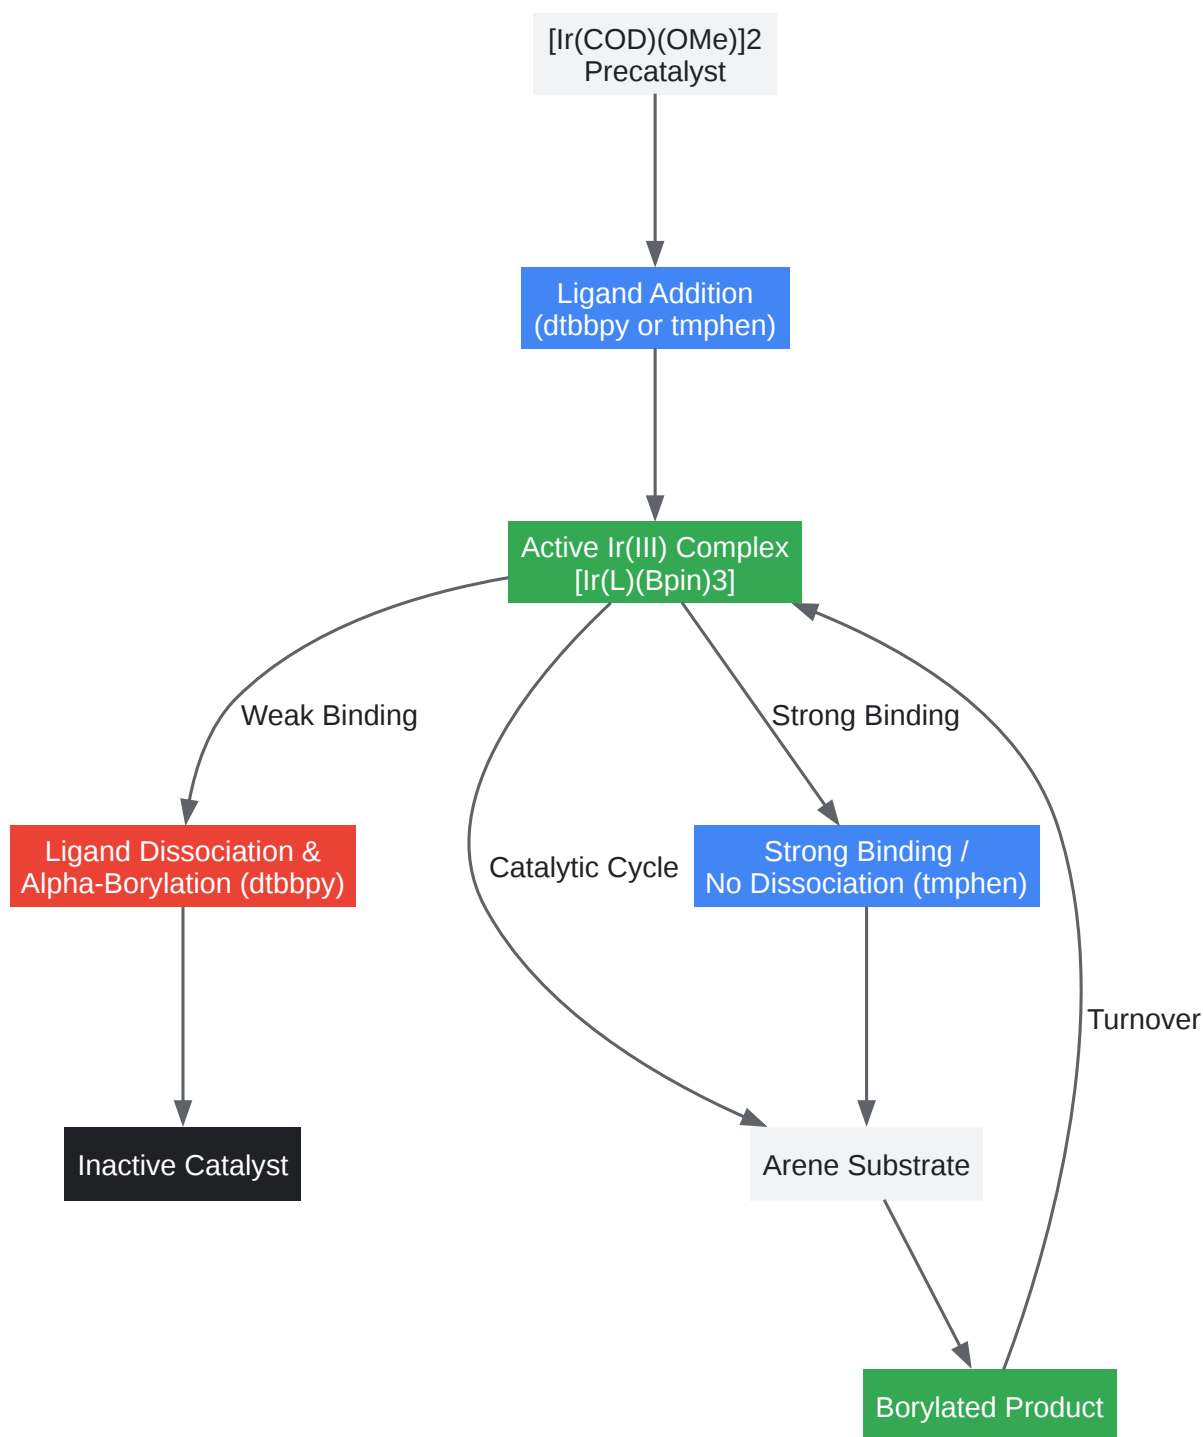 [Ir(COD)(OMe)]2
Precatalyst
Ligand Addition
(dtbbpy or tmphen)
Active Ir(III) Complex
[Ir(L)(Bpin)3]
Weak Binding
Strong Binding
Ligand Dissociation &
Alpha-Borylation (dtbbpy)
Catalytic Cycle
Strong Binding /
No Dissociation (tmphen)
Turnover
Inactive Catalyst
Arene Substrate
Borylated Product